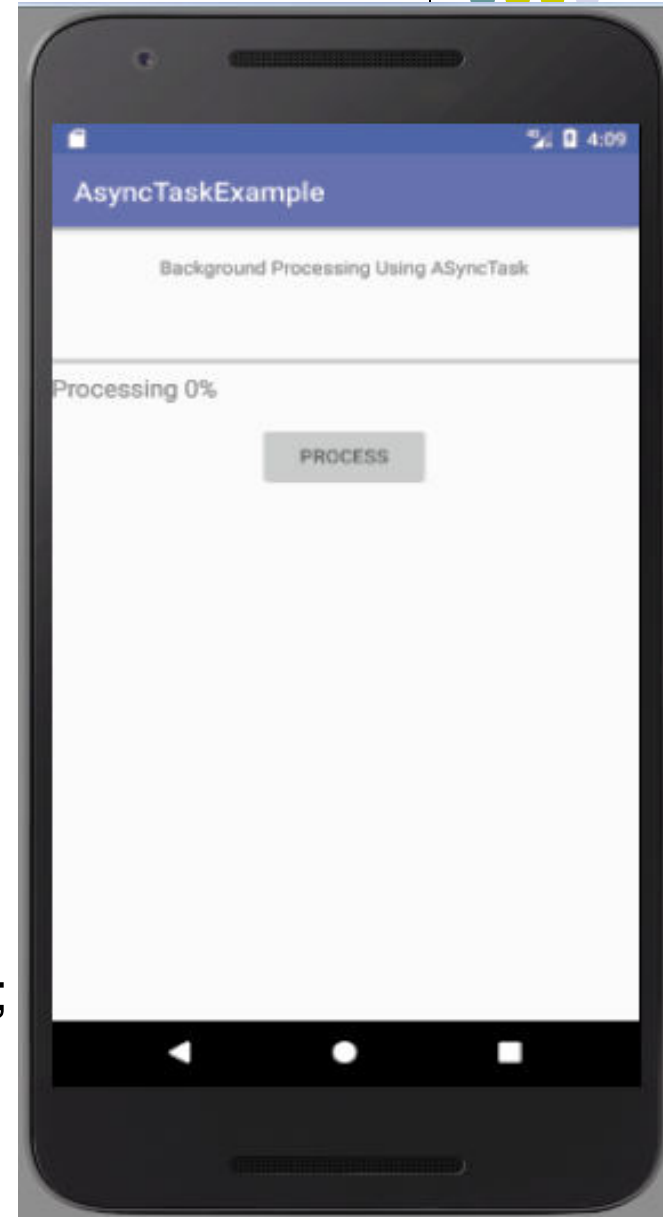 4:09
AsyncTaskExample
Background Processing Using ASyncTask
Processing 0%
PROCESS
;